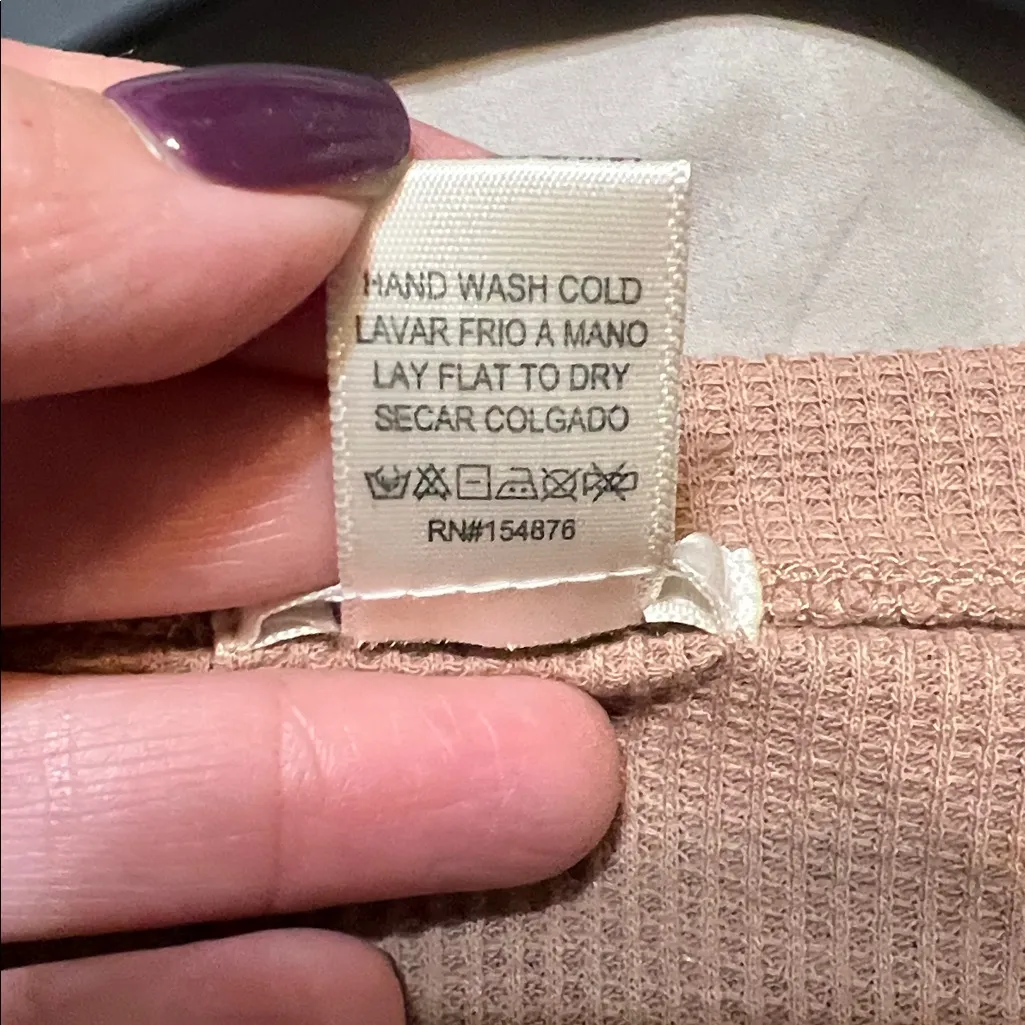 HAND WASH COLD
LAVAR FRIO A MANO
LAY FLAT TO DRY
SECAR COLGADO
RN#154876